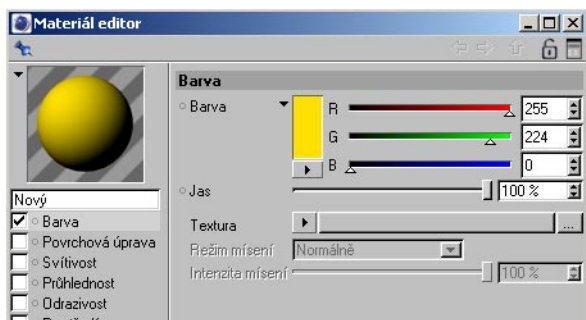 Materiál editor
Barva
Barva
R 255
G 224
B 0
Jas 100 %
Nový
Barva
Textura ...
Povrchová úprava
Režim mísení Normálně
Svítivost
Intenzita mísení 100 %
Průhlednost
Odrazivost